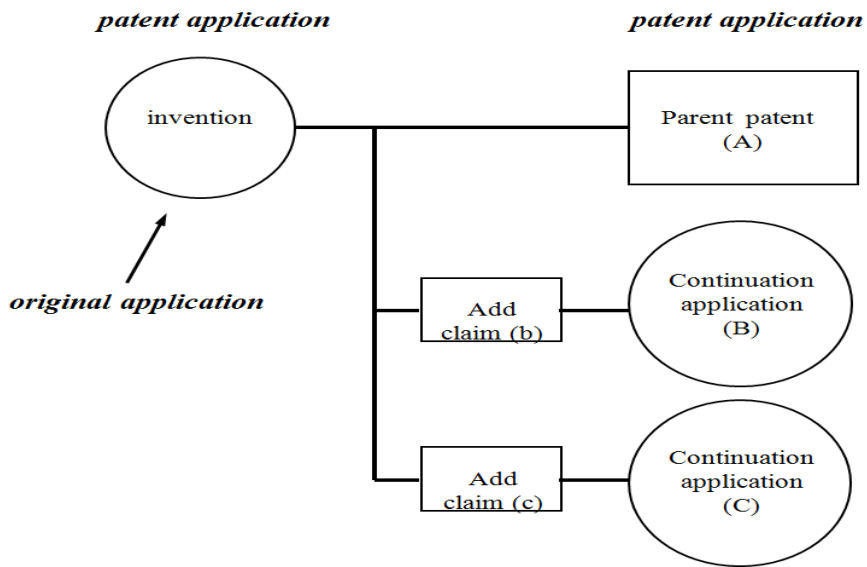 patent application
patent application
invention
Parent patent
(A)
original application
Add
claim (b)
Continuation
application
(B)
Add
claim (c)
Continuation
application
(C)